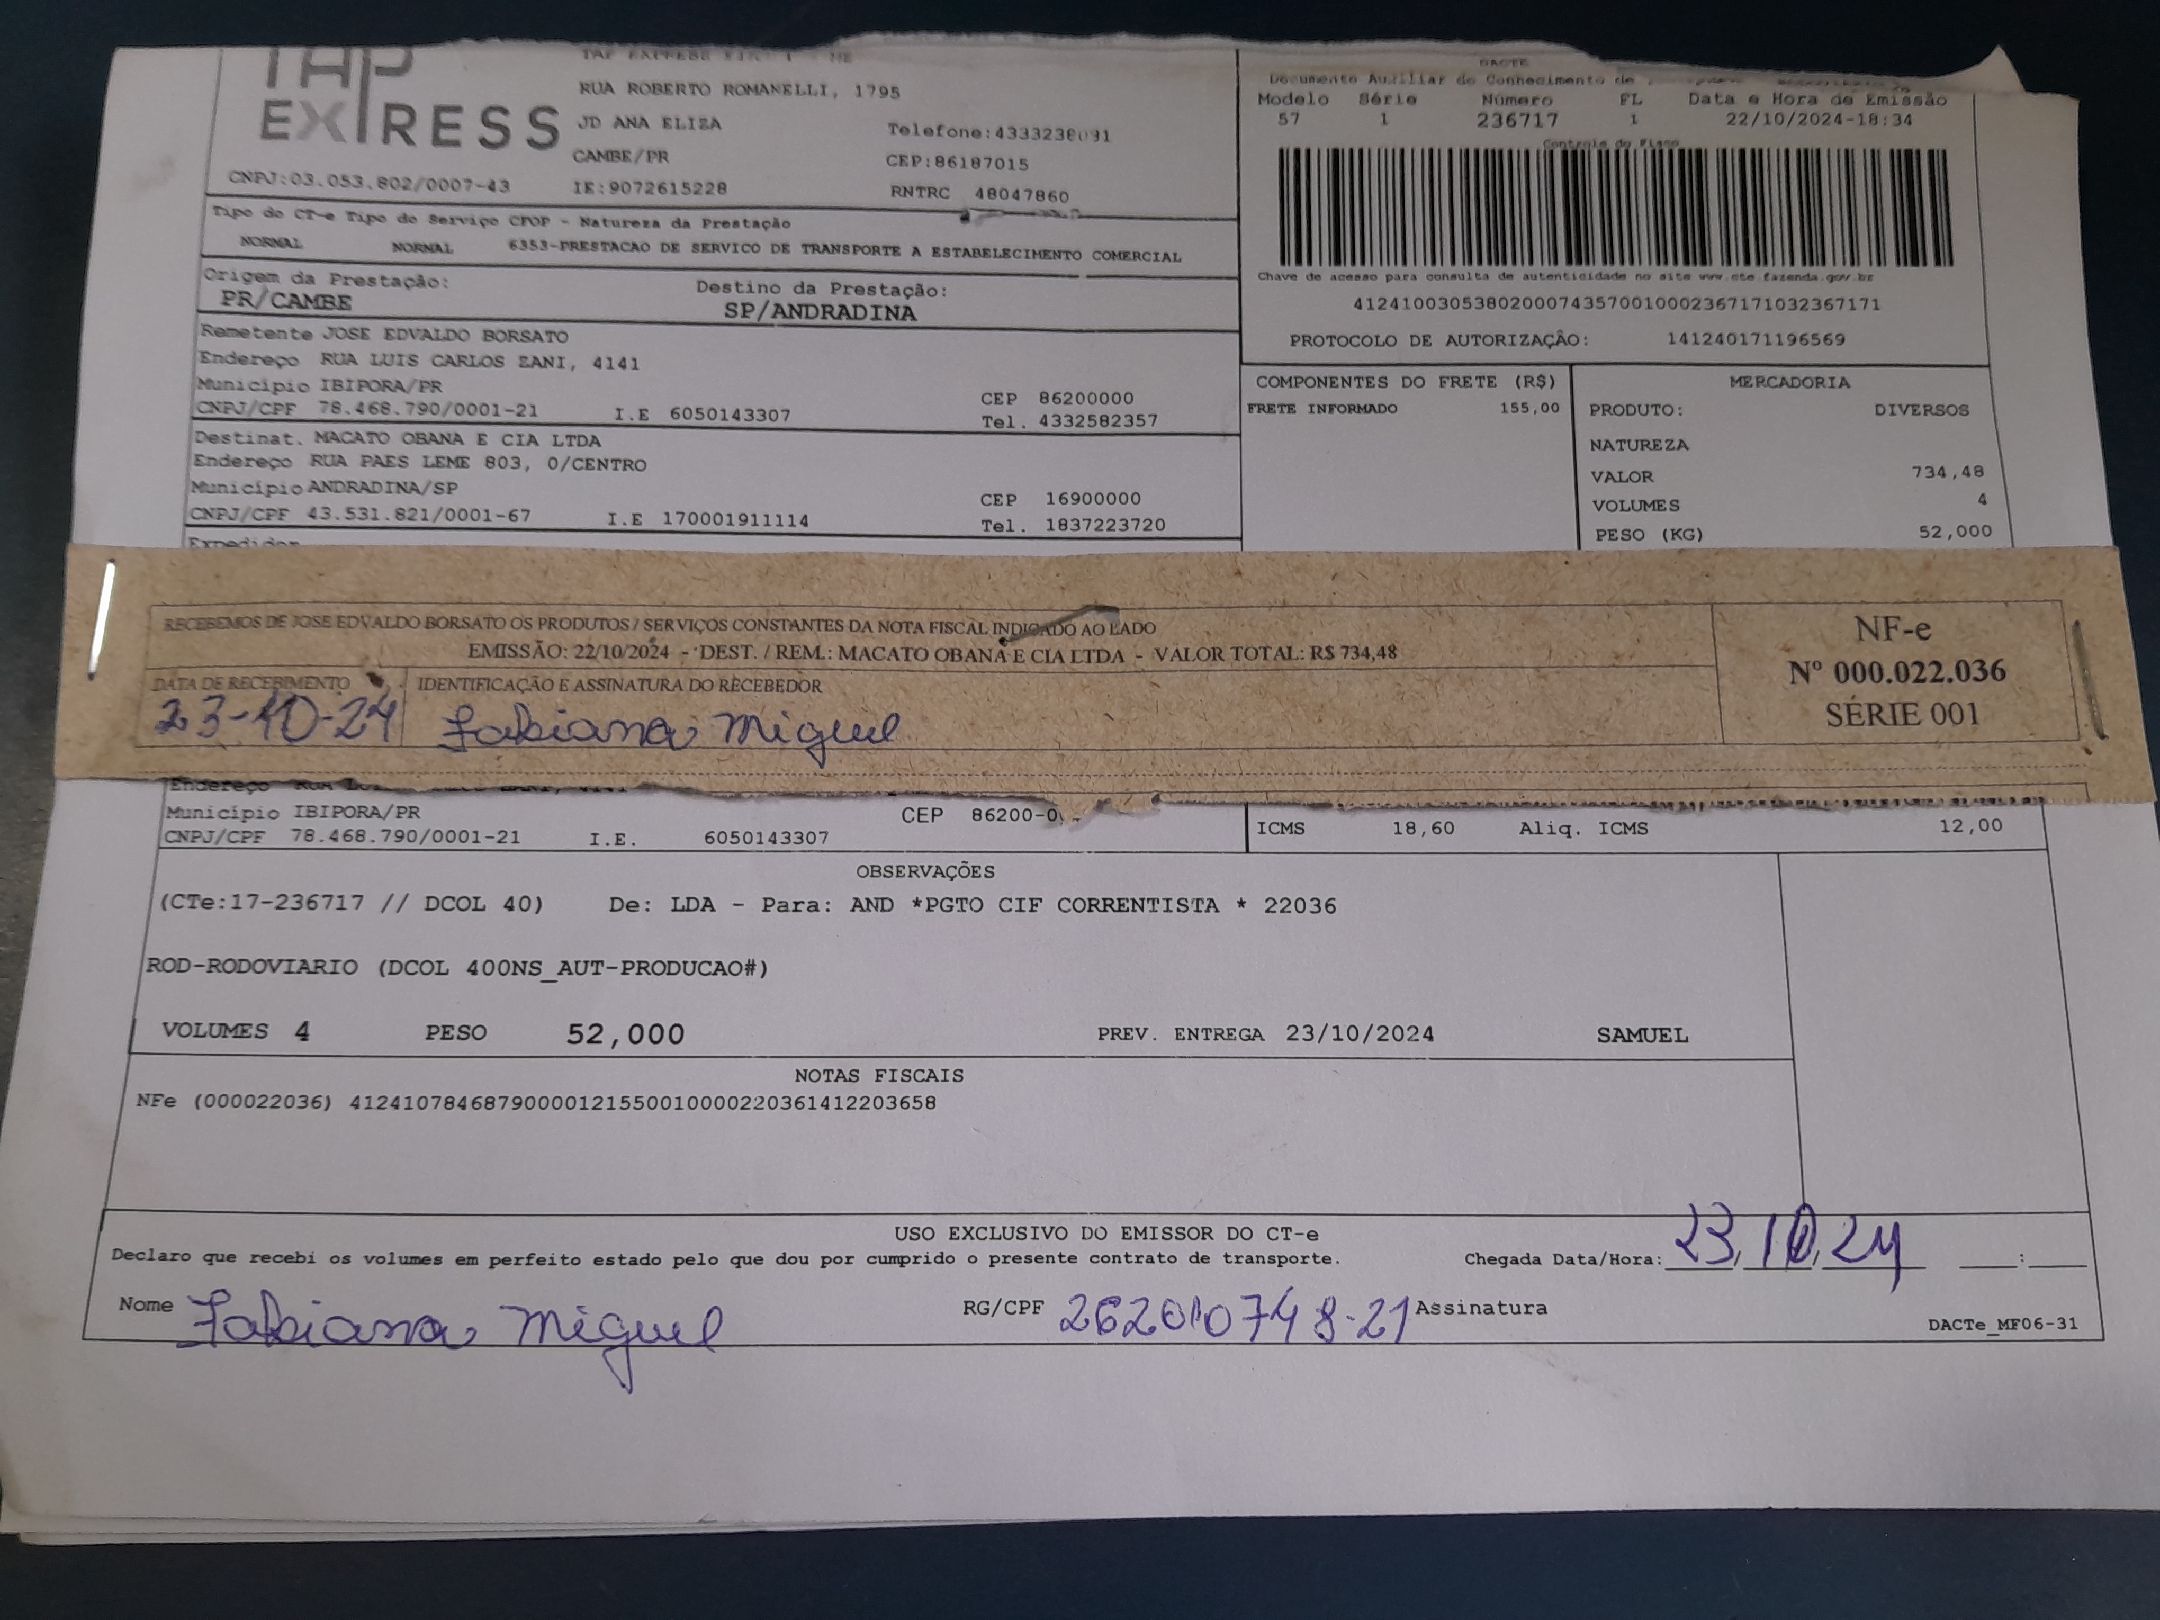 TAP
EXPRESS
RUA ROBERTO ROMANELLI, 1795
JD ANA ELIZA
CAMBE/PR
IE:9072615228
CEP:86187015
RNTRC 48047860
CNPJ:03.053.802/0007-43
Tipo do CT-e Tipo do Serviço CFOP - Natureza da Prestação
NORMAL NORMAL 6353-PRESTACAO DE SERVICO DE TRANSPORTE A ESTABELECIMENTO COMERCIAL
Origem da Prestação:
PR/CAMBE
Destino da Prestação:
SP/ANDRADINA
Remetente JOSE EDVALDO BORSATO
Endereço RUA LUIS CARLOS ZANI, 4141
Município IBIPORA/PR CEP 86200000
CNPJ/CPF 78.468.790/0001-21 I.E 6050143307 Tel. 4332582357
Destinat. MACATO OBANA E CIA LTDA
Endereço RUA PAES LEME 803, 0/CENTRO
Município ANDRADINA/SP CEP 16900000
CNPJ/CPF 43.531.821/0001-67 I.E 170001911114 Tel. 1837223720
Expedidor
DACTE
Documento Auxiliar do Conhecimento de
Modelo Série Número FL Data e Hora de Emissão
57 1 236717 1 22/10/2024-18:34
Controle do Fisco
Chave de acesso para consulta de autenticidade no site www.cte.fazenda.gov.br
41241003053802000743570010002367171032367171
PROTOCOLO DE AUTORIZAÇÃO: 141240171196569
COMPONENTES DO FRETE (R$)
FRETE INFORMADO 155,00
MERCADORIA
PRODUTO: DIVERSOS
NATUREZA
VALOR 734,48
VOLUMES 4
PESO (KG) 52,000
RECEBEMOS DE JOSE EDVALDO BORSATO OS PRODUTOS / SERVIÇOS CONSTANTES DA NOTA FISCAL INDICADO AO LADO
EMISSÃO: 22/10/2024 - DEST. / REM.: MACATO OBANA E CIA LTDA - VALOR TOTAL: R$ 734,48
DATA DE RECEBIMENTO IDENTIFICAÇÃO E ASSINATURA DO RECEBEDOR
23-10-24 Fabiana Miguel
NF-e
Nº 000.022.036
SÉRIE 001
Endereço
Município IBIPORA/PR CEP 86200-0
CNPJ/CPF 78.468.790/0001-21 I.E. 6050143307
ICMS 18,60 Aliq. ICMS 12,00
OBSERVAÇÕES
(CTe:17-236717 // DCOL 40) De: LDA - Para: AND *PGTO CIF CORRENTISTA * 22036
ROD-RODOVIARIO (DCOL 400NS_AUT-PRODUCAO#)
VOLUMES 4 PESO 52,000 PREV. ENTREGA 23/10/2024 SAMUEL
NOTAS FISCAIS
NFe (000022036) 41241078468790000121550010000220361412203658
USO EXCLUSIVO DO EMISSOR DO CT-e
Declaro que recebi os volumes em perfeito estado pelo que dou por cumprido o presente contrato de transporte. Chegada Data/Hora: 23/10/24 :
Nome Fabiana Miguel RG/CPF 262010748-21 Assinatura
DACTe_MF06-31